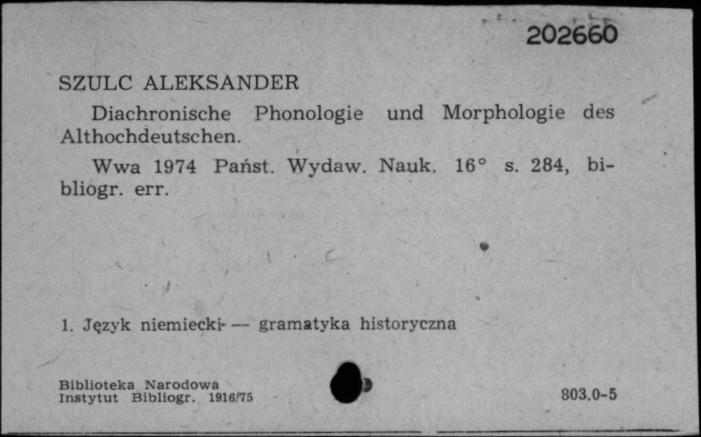 202660
SZULC ALEKSANDER
Diachronische Phonologie und Morphologie des
Althochdeutschen.
Wwa 1974 Państ. Wydaw. Nauk. 16° s. 284, bi-
bliogr. err.
1. Język niemiecki — gramatyka historyczna
Biblioteka Narodowa
Instytut Bibliogr. 1916/75
803.0-5